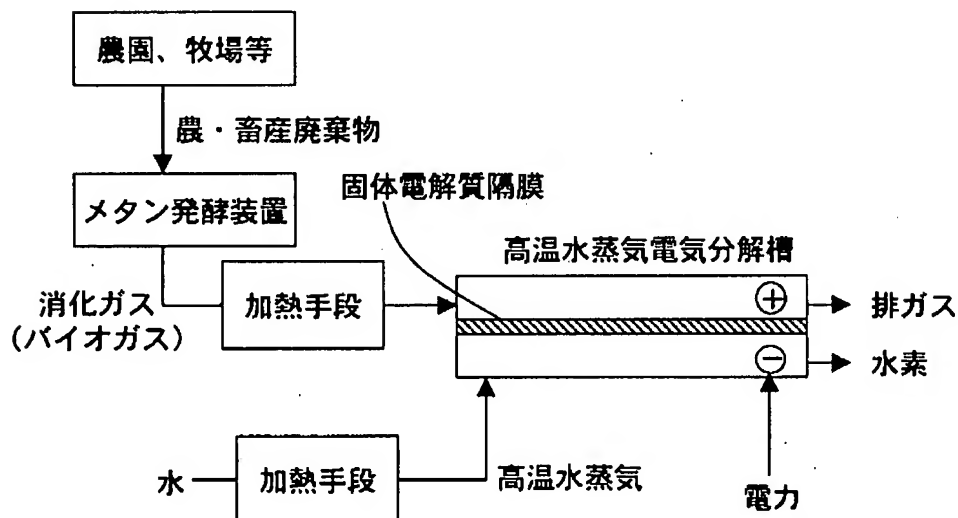 農園、牧場等
農・畜産廃棄物
固体電解質隔膜
メタン発酵装置
高温水蒸気電気分解槽
消化ガス
（バイオガス）
加熱手段
＋
排ガス
－
水素
水
加熱手段
高温水蒸気
電力